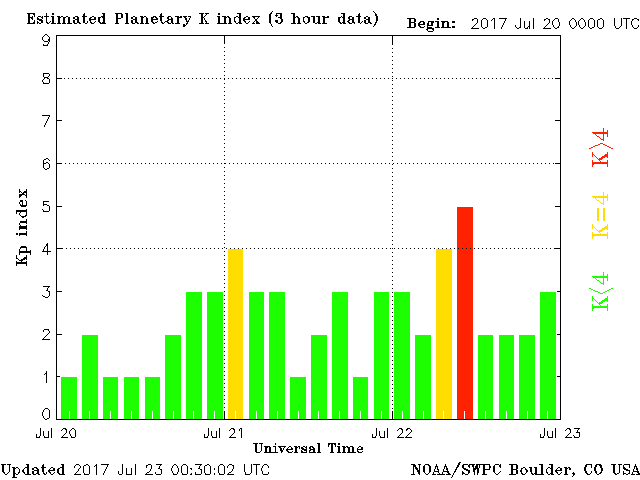 Estimated Planetary K index (3 hour data) Begin: 2017 Jul 20 0000 UTC
9
8
7
6
5
4
3
2
1
0
Kp index
K>4
K=4
K<4
Jul 20 Jul 21 Jul 22 Jul 23
Universal Time
Updated 2017 Jul 23 00:30:02 UTC NOAA/SWPC Boulder, CO USA